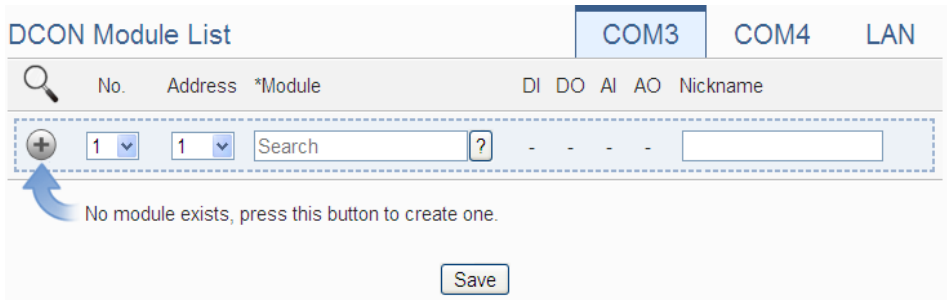 DCON Module List COM3 COM4 LAN
No. Address *Module DI DO AI AO Nickname
1 1 Search ? - - - -
No module exists, press this button to create one.
Save